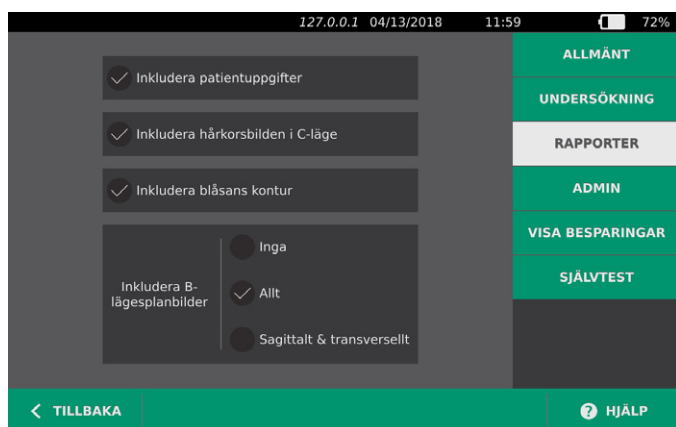 127.0.0.1 04/13/2018 11:59 72%
Inkludera patientuppgifter
Inkludera hårkorsbilden i C-läge
Inkludera blåsans kontur
Inkludera B-
lägesplanbilder
Inga
Allt
Sagittalt & transversellt
ALLMÄNT
UNDERSÖKNING
RAPPORTER
ADMIN
VISA BESPARINGAR
SJÄLVTEST
TILLBAKA
? HJÄLP